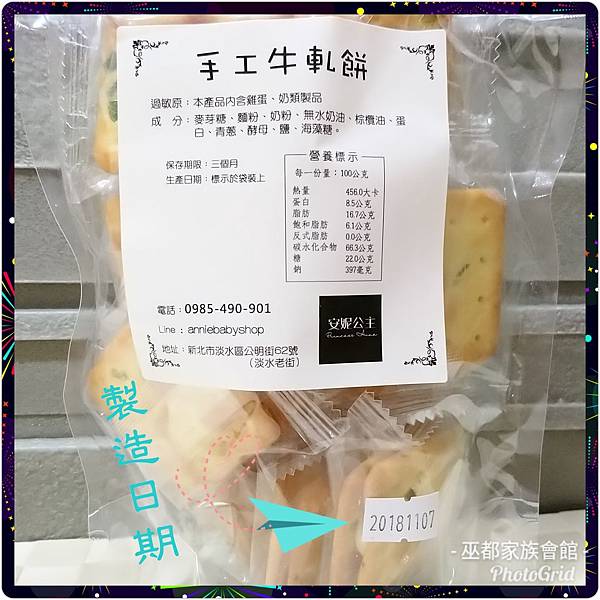 手工牛軋餅
過敏原：本產品內含雞蛋、奶類製品
成　分：麥芽糖、麵粉、奶粉、無水奶油、棕櫚油、蛋
白、青蔥、酵母、鹽、海藻糖。
保存期限：三個月
生產日期：標示於袋裝上
營養標示
每一份量：100公克
熱量 456.0大卡
蛋白 8.5公克
脂肪 16.7公克
飽和脂肪 6.1公克
反式脂肪 0.0公克
碳水化合物 66.3公克
糖 22.0公克
鈉 397毫克
電話：0985-490-901
Line：anniebabyshop
地址：新北市淡水區公明街62號
（淡水老街）
安妮公主
Princess Anne
製造日期
20181107
- 巫都家族會館 -
PhotoGrid